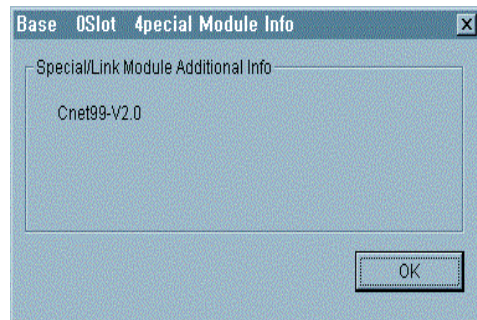 Base 0Slot 4pecial Module Info
Special/Link Module Additional Info
Cnet99-V2.0
OK